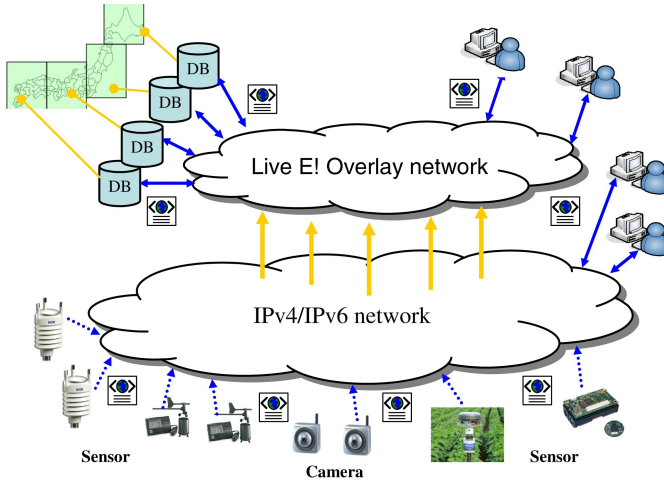 DB
DB
DB
DB
Live E! Overlay network
IPv4/IPv6 network
Sensor
Camera
Sensor